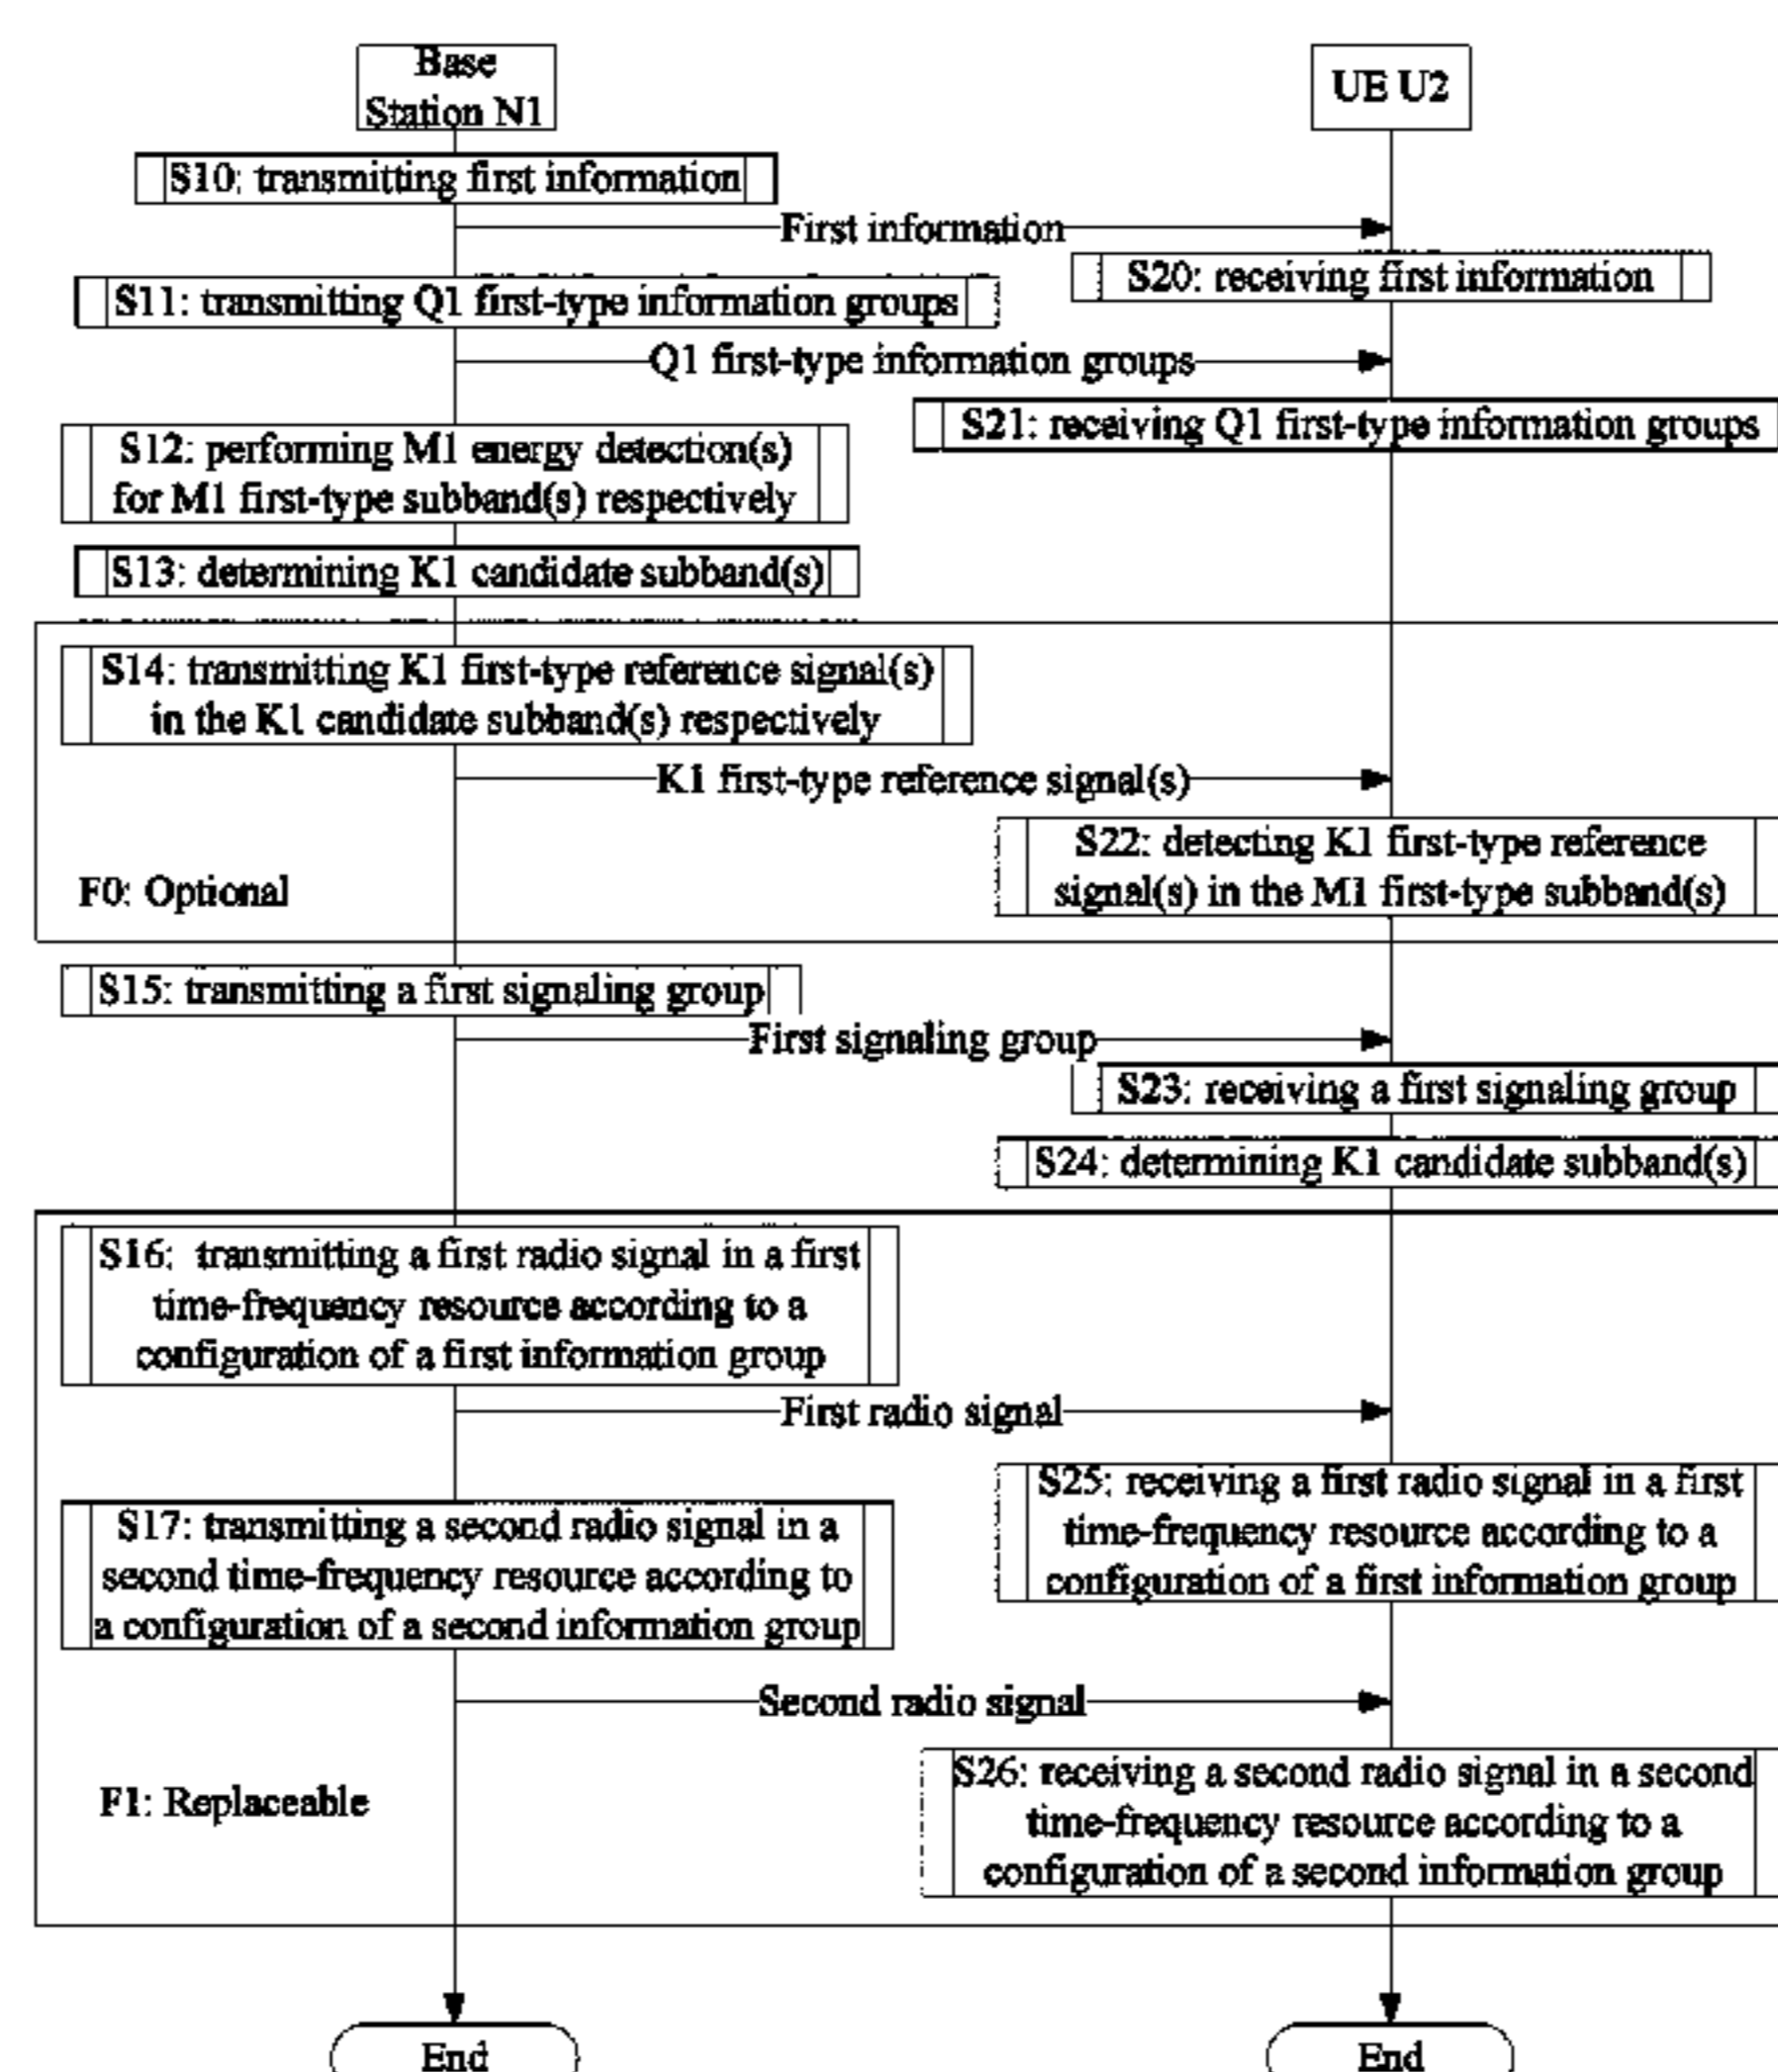 Base
Station N1
UE U2
S10: transmitting first information
First information
S20: receiving first information
S11: transmitting Q1 first-type information groups
Q1 first-type information groups
S21: receiving Q1 first-type information groups
S12: performing M1 energy detection(s)
for M1 first-type subband(s) respectively
S13: determining K1 candidate subband(s)
S14: transmitting K1 first-type reference signal(s)
in the K1 candidate subband(s) respectively
K1 first-type reference signal(s)
S22: detecting K1 first-type reference
signal(s) in the M1 first-type subband(s)
F0: Optional
S15: transmitting a first signaling group
First signaling group
S23: receiving a first signaling group
S24: determining K1 candidate subband(s)
S16: transmitting a first radio signal in a first
time-frequency resource according to a
configuration of a first information group
First radio signal
S25: receiving a first radio signal in a first
time-frequency resource according to a
configuration of a first information group
S17: transmitting a second radio signal in a
second time-frequency resource according to
a configuration of a second information group
Second radio signal
S26: receiving a second radio signal in a second
time-frequency resource according to a
configuration of a second information group
F1: Replaceable
End
End